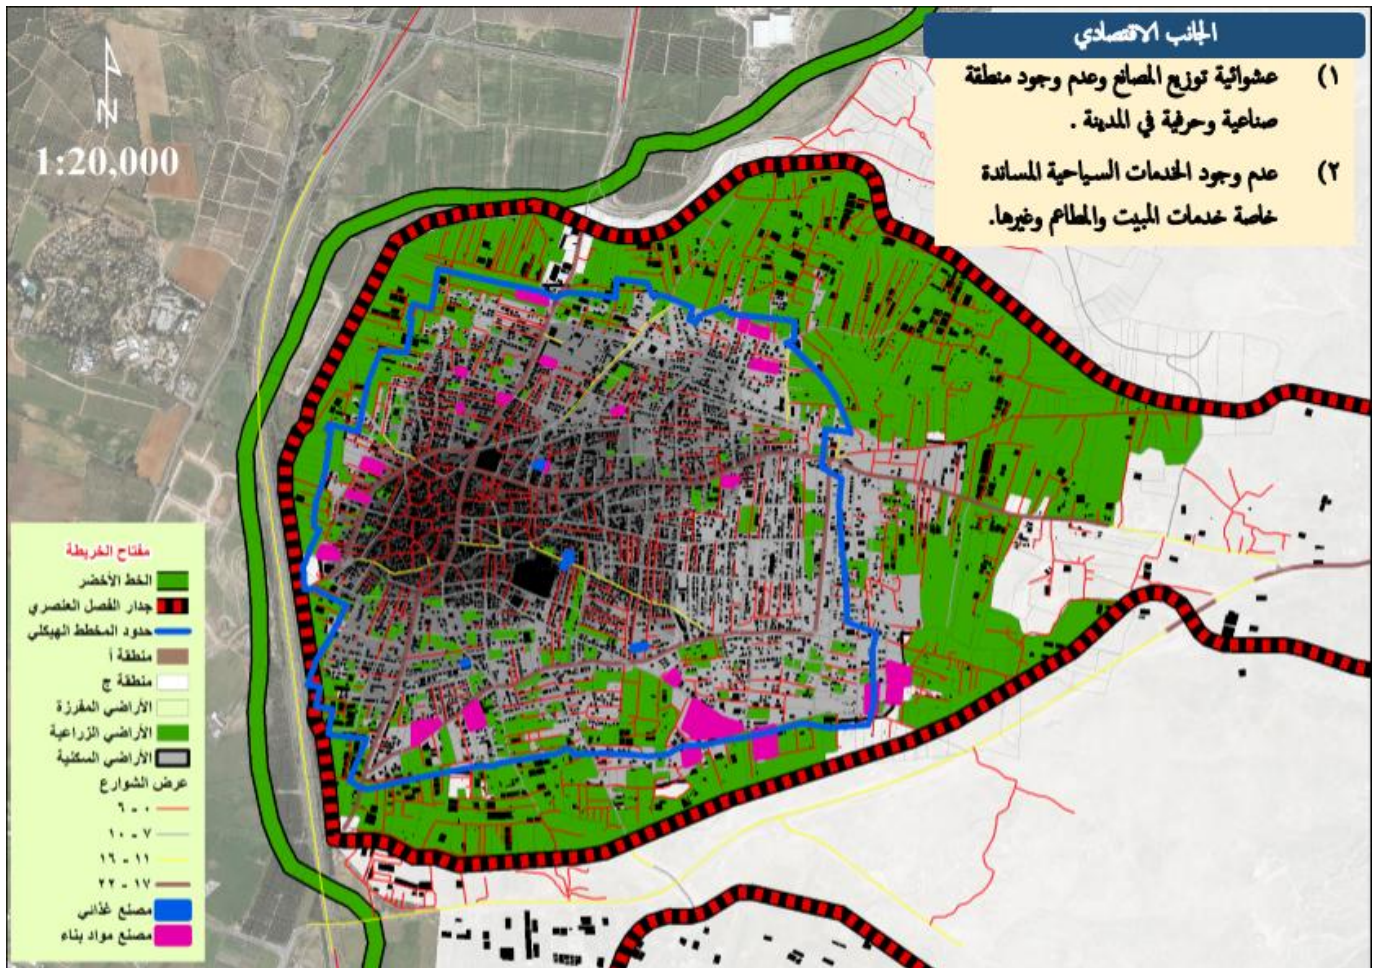 الجانب الاقتصادي
١) عشوائية توزيع المصانع وعدم وجود منطقة
صناعية وحرفية في المدينة .
٢) عدم وجود الخدمات السياحية المساندة
خاصة خدمات المبيت والمطاعم وغيرها.
N
1:20,000
مفتاح الخريطة
الخط الأخضر
جدار الفصل العنصري
حدود المخطط الهيكلي
منطقة أ
منطقة ج
الأراضي المفرزة
الأراضي الزراعية
الأراضي السكنية
عرض الشوارع
٠ - ٦
٧ - ١٠
١١ - ١٦
١٧ - ٢٢
مصنع غذائي
مصنع مواد بناء